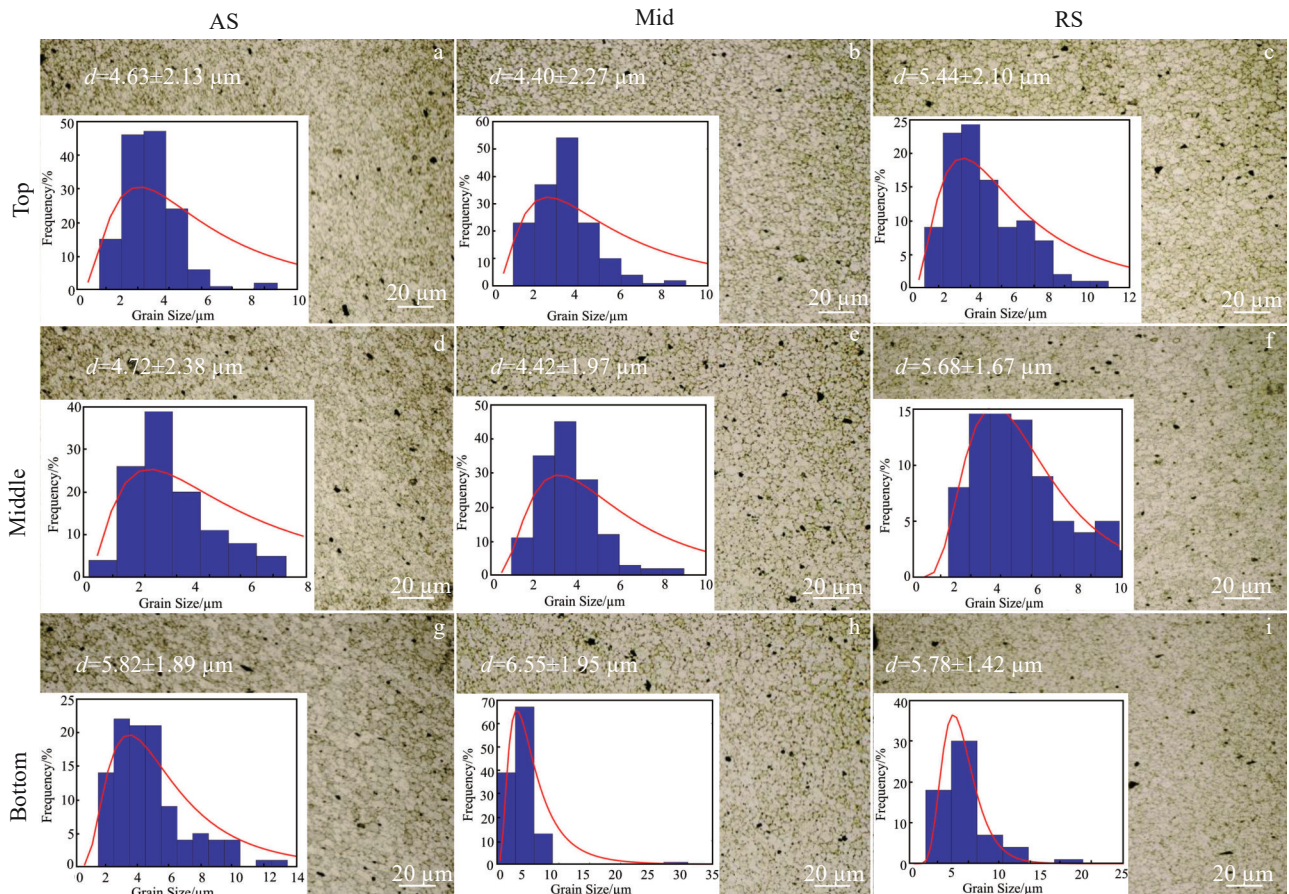 AS Mid RS
Top
a
d=4.63±2.13 µm
50
40
30
20
10
0
Frequency/%
0 2 4 6 8 10
Grain Size/µm
20 µm
b
d=4.40±2.27 µm
60
50
40
30
20
10
0
Frequency/%
0 2 4 6 8 10
Grain Size/µm
20 µm
c
d=5.44±2.10 µm
25
20
15
10
5
0
Frequency/%
0 2 4 6 8 10 12
Grain Size/µm
20 µm
Middle
d
d=4.72±2.38 µm
40
30
20
10
0
Frequency/%
0 2 4 6 8
Grain Size/µm
20 µm
e
d=4.42±1.97 µm
50
40
30
20
10
0
Frequency/%
0 2 4 6 8 10
Grain Size/µm
20 µm
f
d=5.68±1.67 µm
15
10
5
0
Frequency/%
0 2 4 6 8 10
Grain Size/µm
20 µm
Bottom
g
d=5.82±1.89 µm
25
20
15
10
5
0
Frequency/%
0 2 4 6 8 10 12 14
Grain Size/µm
20 µm
h
d=6.55±1.95 µm
70
60
50
40
30
20
10
0
Frequency/%
0 5 10 15 20 25 30 35
Grain Size/µm
20 µm
i
d=5.78±1.42 µm
40
30
20
10
0
Frequency/%
0 5 10 15 20 25
Grain Size/µm
20 µm